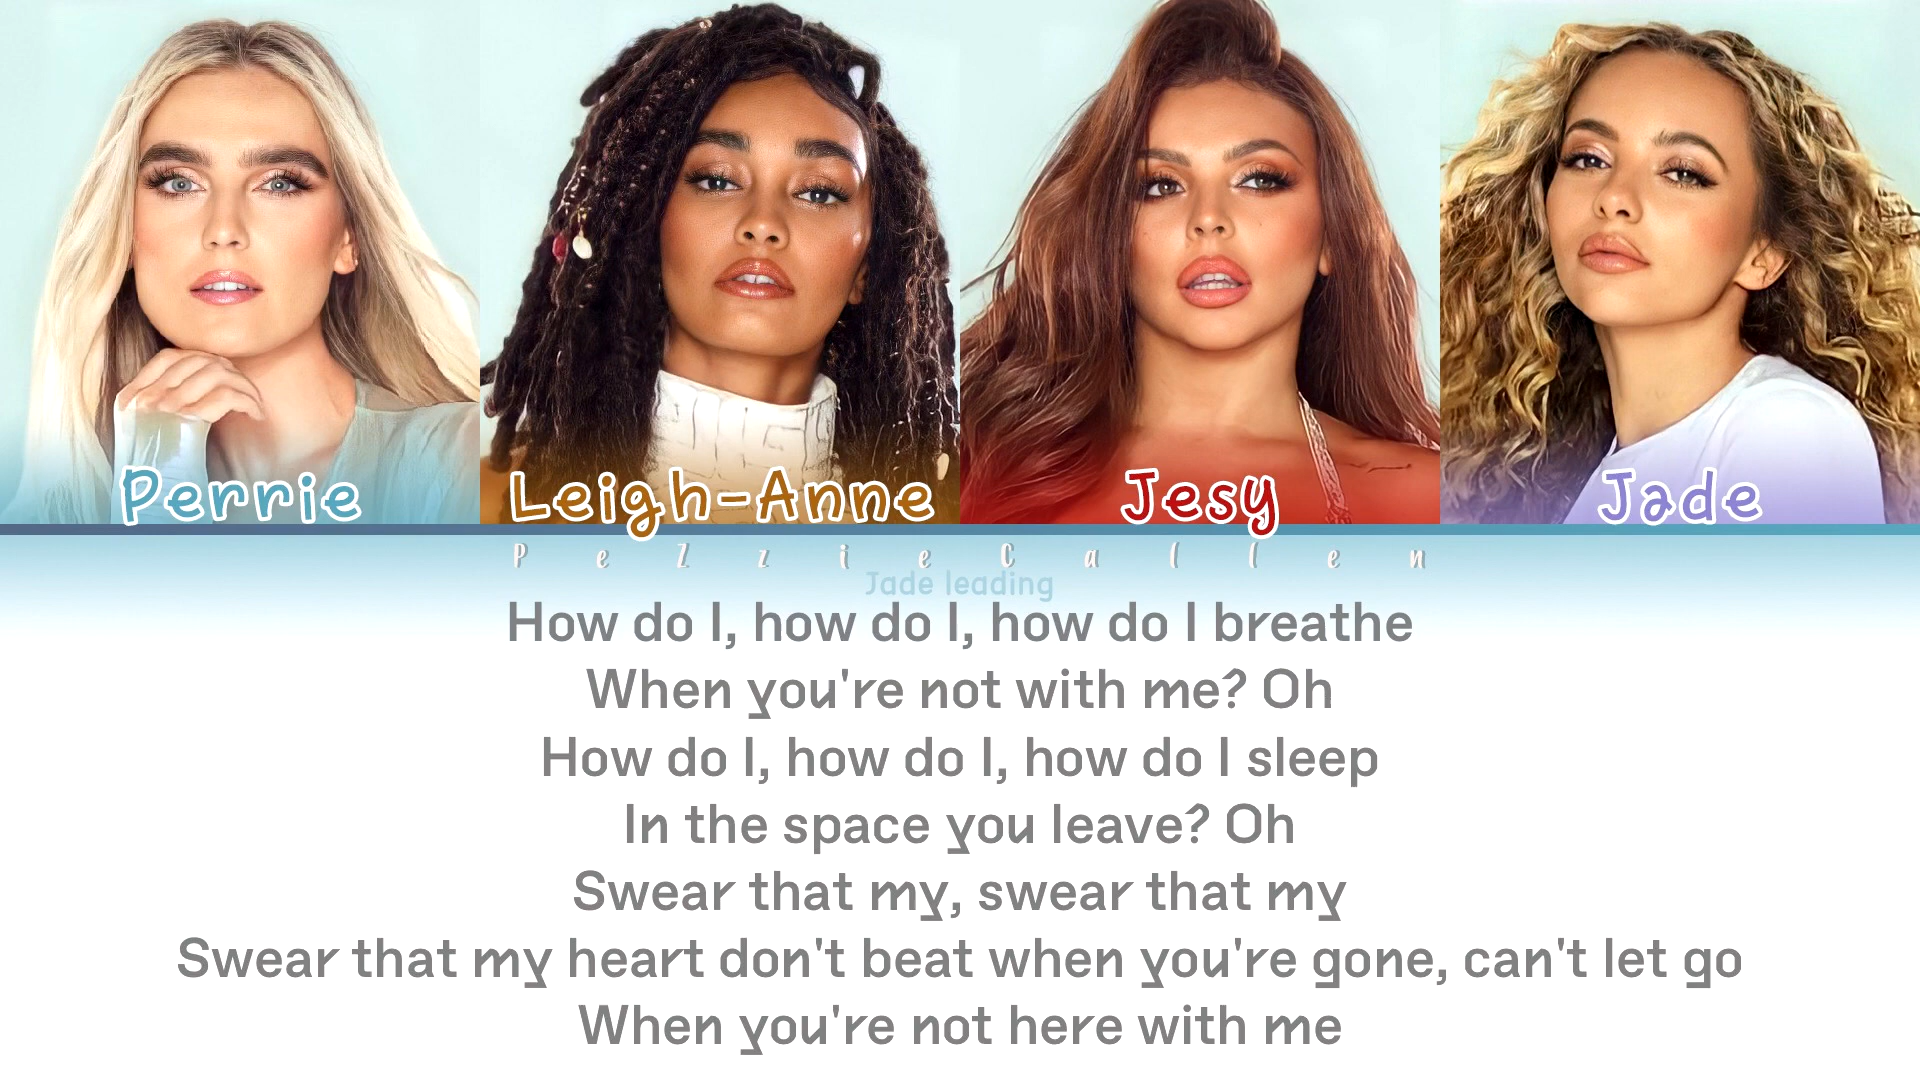 Perrie
Leigh-Anne
Jesy
Jade
PeZzieCallen
Jade leading
How do I, how do I, how do I breathe
When you're not with me? Oh
How do I, how do I, how do I sleep
In the space you leave? Oh
Swear that my, swear that my
Swear that my heart don't beat when you're gone, can't let go
When you're not here with me